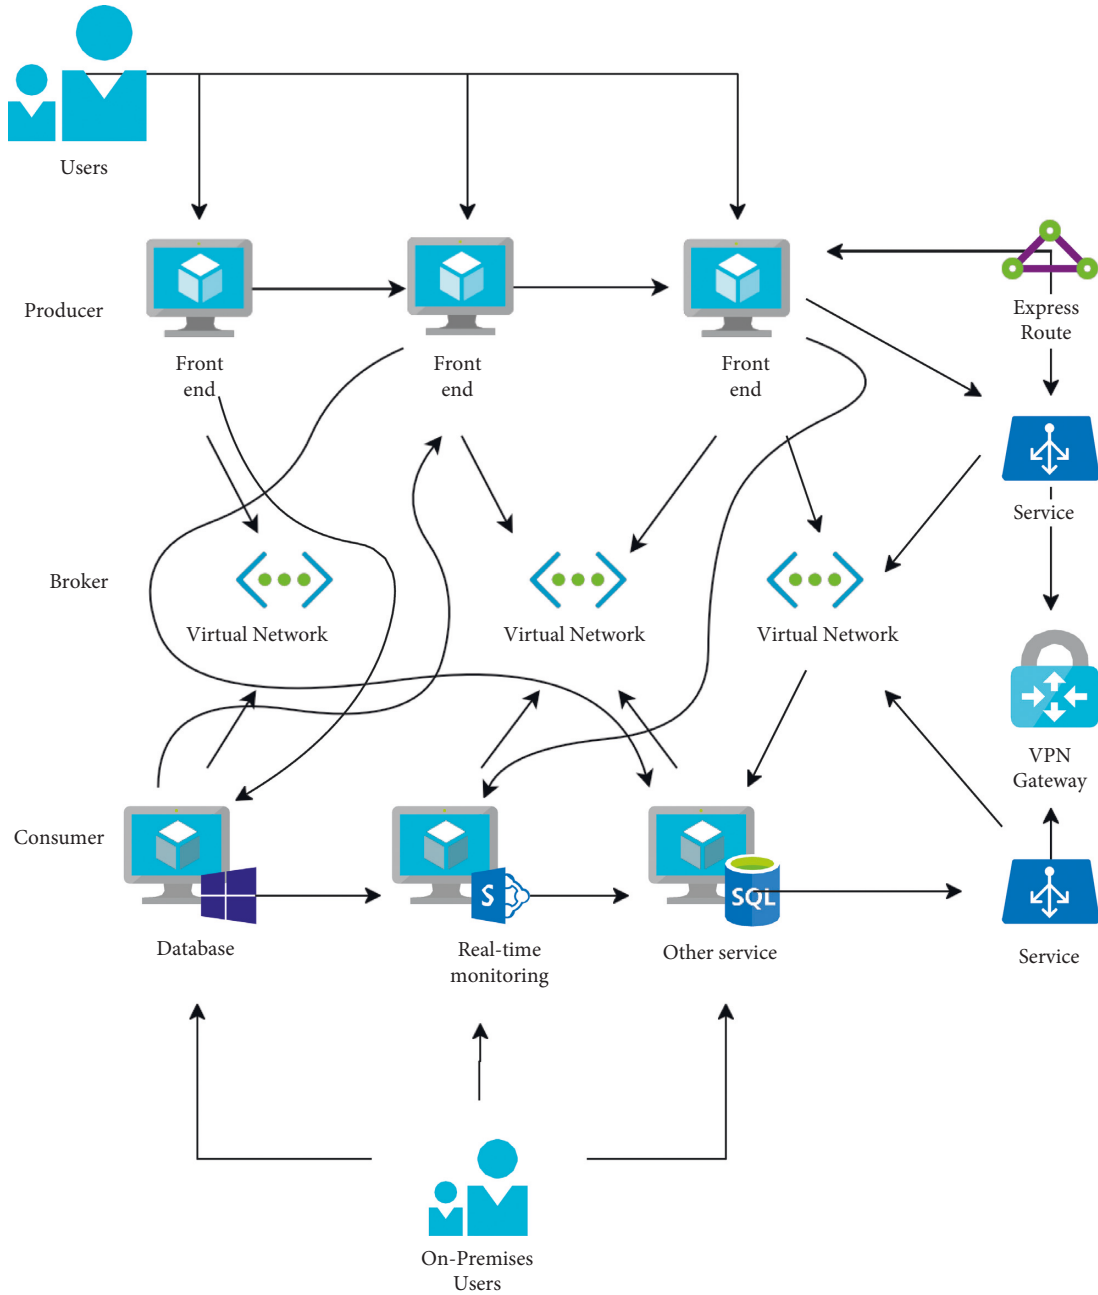 Users
Producer
Front
end
Front
end
Front
end
Express
Route
Service
Broker
Virtual Network
Virtual Network
Virtual Network
VPN
Gateway
Consumer
S
SQL
Database
Real-time
monitoring
Other service
Service
On-Premises
Users